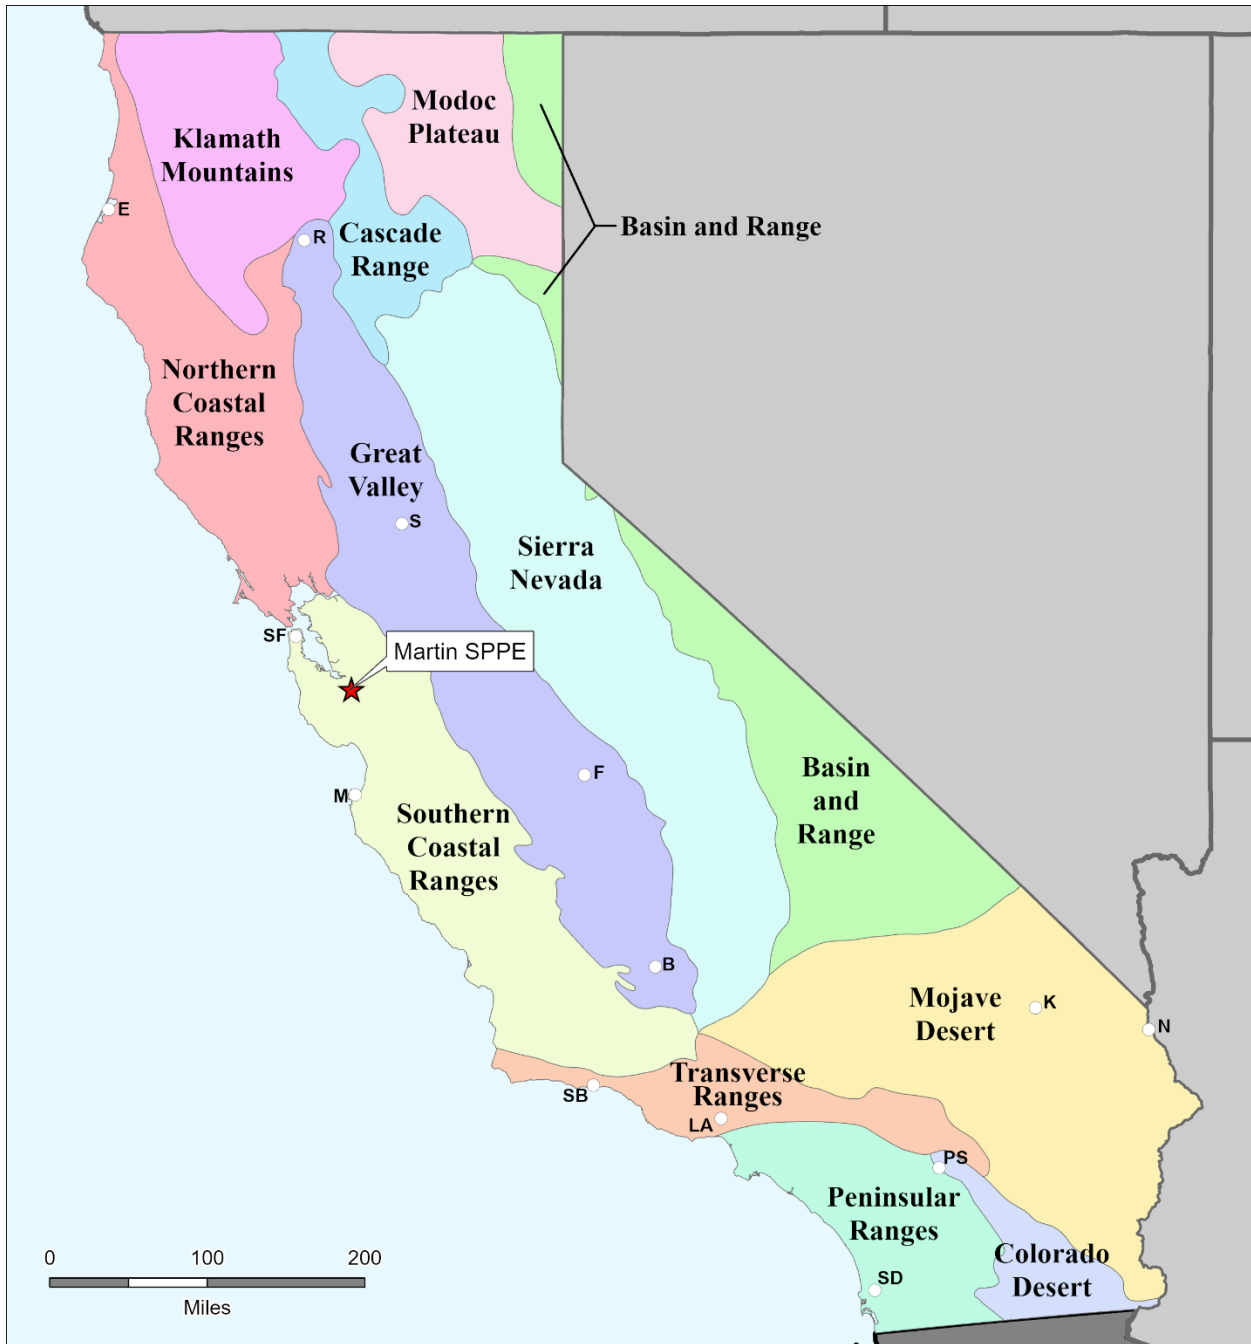 Modoc
Plateau
Klamath
Mountains
E
R
Cascade
Range
Basin and Range
Northern
Coastal
Ranges
Great
Valley
S
Sierra
Nevada
SF
Martin SPPE
F
M
Basin
and
Range
Southern
Coastal
Ranges
B
Mojave
Desert
K
N
Transverse
Ranges
SB
LA
PS
Peninsular
Ranges
Colorado
Desert
SD
0 100 200
Miles